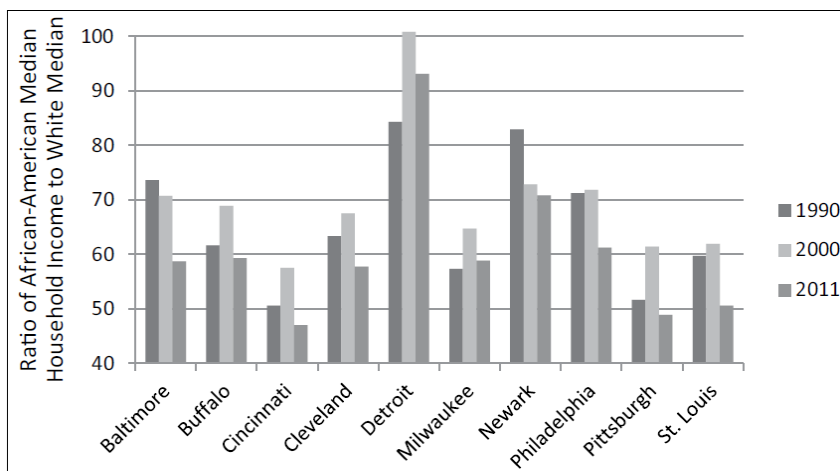 Ratio of African-American Median
Household Income to White Median
100
90
80
70
60
50
40
Baltimore
Buffalo
Cincinnati
Cleveland
Detroit
Milwaukee
Newark
Philadelphia
Pittsburgh
St. Louis
1990
2000
2011